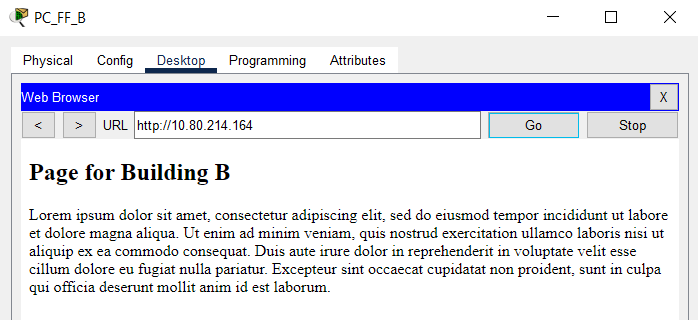 PC_FF_B
Physical Config Desktop Programming Attributes
Web Browser X
< > URL http://10.80.214.164 Go Stop
Page for Building B
Lorem ipsum dolor sit amet, consectetur adipiscing elit, sed do eiusmod tempor incididunt ut labore
et dolore magna aliqua. Ut enim ad minim veniam, quis nostrud exercitation ullamco laboris nisi ut
aliquip ex ea commodo consequat. Duis aute irure dolor in reprehenderit in voluptate velit esse
cillum dolore eu fugiat nulla pariatur. Excepteur sint occaecat cupidatat non proident, sunt in culpa
qui officia deserunt mollit anim id est laborum.